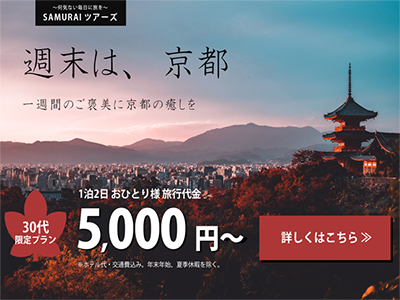 ～何気ない毎日に旅を～
SAMURAI ツアーズ
週末は、京都
一週間のご褒美に京都の癒しを
1泊2日 おひとり様 旅行代金
30代
限定プラン
5,000 円～
※ホテル代・交通費込み、年末年始、夏季休暇を除く。
詳しくはこちら ≫